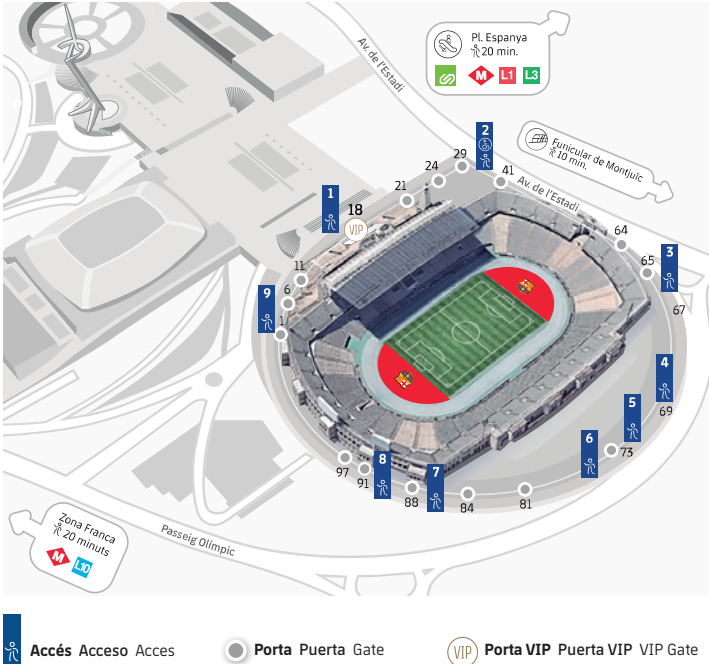 Pl. Espanya
20 min.
M L1 L3
Av. de l'Estadi
Funicular de Montjuic
10 min.
Av. de l'Estadi
2
29
24
41
1
21
18
VIP
64
11
65
3
9
6
1
67
4
5
69
6
73
8
7
97
91
88
84
81
Zona Franca
20 minuts
M L10
Passeig Olímpic
Accés Acceso Acces
Porta Puerta Gate
VIP Porta VIP Puerta VIP VIP Gate